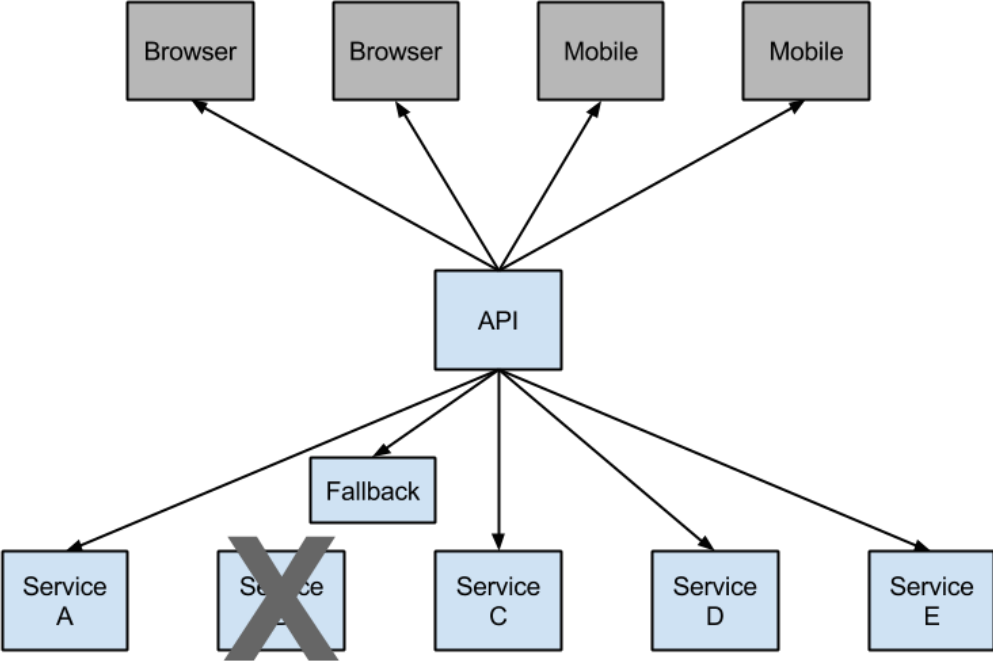 Browser
Browser
Mobile
Mobile
API
Fallback
Service
A
Service
C
Service
D
Service
E